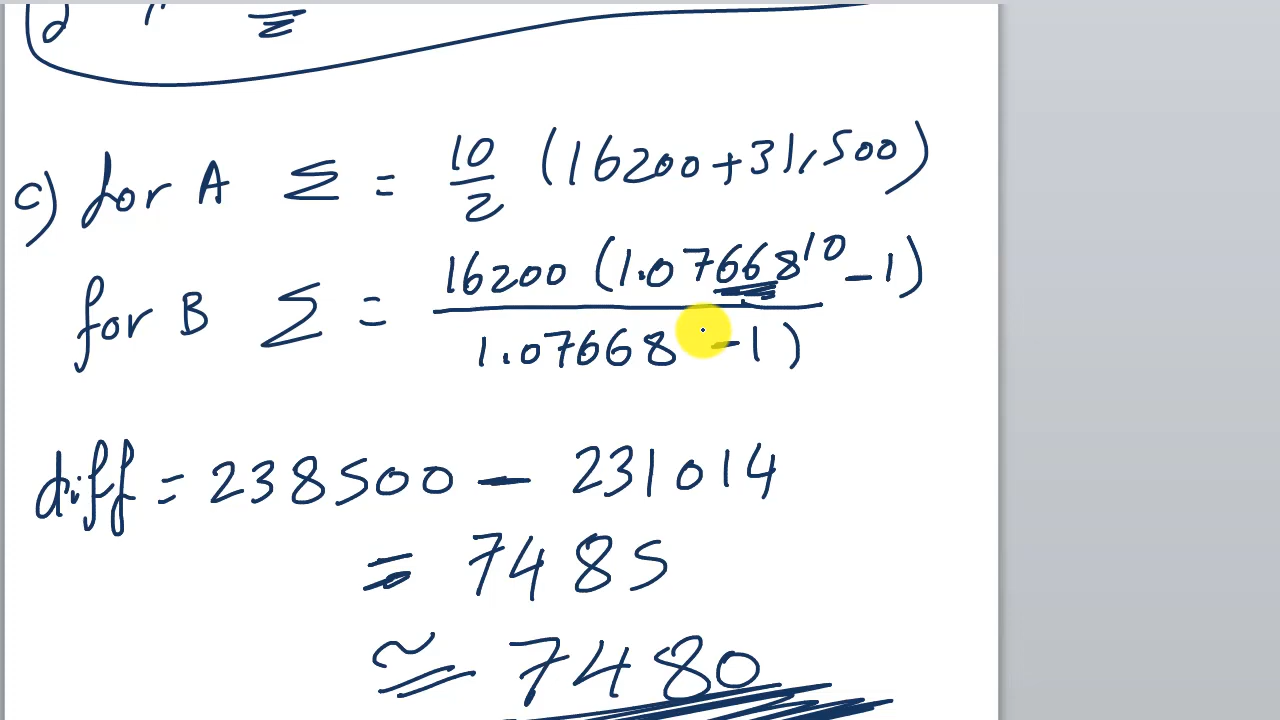 c) for A Σ = 10/2 (16200+31,500)
for B Σ = 16200 (1.07668^10 - 1) / 1.07668 - 1)
diff = 238500 - 231014
= 7485
≃ 7480